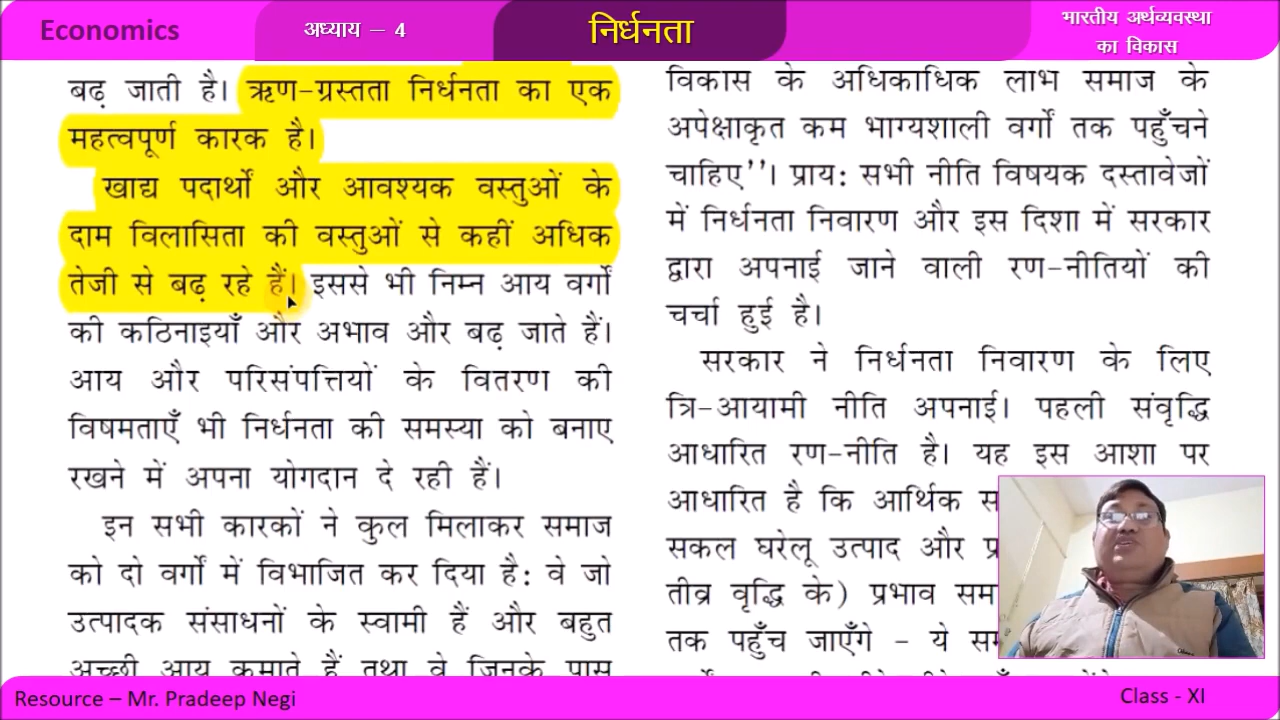 Economics
अध्याय – 4
निर्धनता
भारतीय अर्थव्यवस्था
का विकास
बढ़ जाती है। ऋण-ग्रस्तता निर्धनता का एक
महत्वपूर्ण कारक है।
खाद्य पदार्थों और आवश्यक वस्तुओं के
दाम विलासिता की वस्तुओं से कहीं अधिक
तेजी से बढ़ रहे हैं। इससे भी निम्न आय वर्गों
की कठिनाइयाँ और अभाव और बढ़ जाते हैं।
आय और परिसंपत्तियों के वितरण की
विषमताएँ भी निर्धनता की समस्या को बनाए
रखने में अपना योगदान दे रही हैं।
इन सभी कारकों ने कुल मिलाकर समाज
को दो वर्गों में विभाजित कर दिया है: वे जो
उत्पादक संसाधनों के स्वामी हैं और बहुत
अच्छी आय कमाते हैं तथा वे जिनके पास
विकास के अधिकाधिक लाभ समाज के
अपेक्षाकृत कम भाग्यशाली वर्गों तक पहुँचने
चाहिए’’। प्राय: सभी नीति विषयक दस्तावेजों
में निर्धनता निवारण और इस दिशा में सरकार
द्वारा अपनाई जाने वाली रण-नीतियों की
चर्चा हुई है।
सरकार ने निर्धनता निवारण के लिए
त्रि-आयामी नीति अपनाई। पहली संवृद्धि
आधारित रण-नीति है। यह इस आशा पर
आधारित है कि आर्थिक
सकल घरेलू उत्पाद और
तीव्र वृद्धि के) प्रभाव
तक पहुँच जाएँगे - ये
Resource – Mr. Pradeep Negi
Class - XI